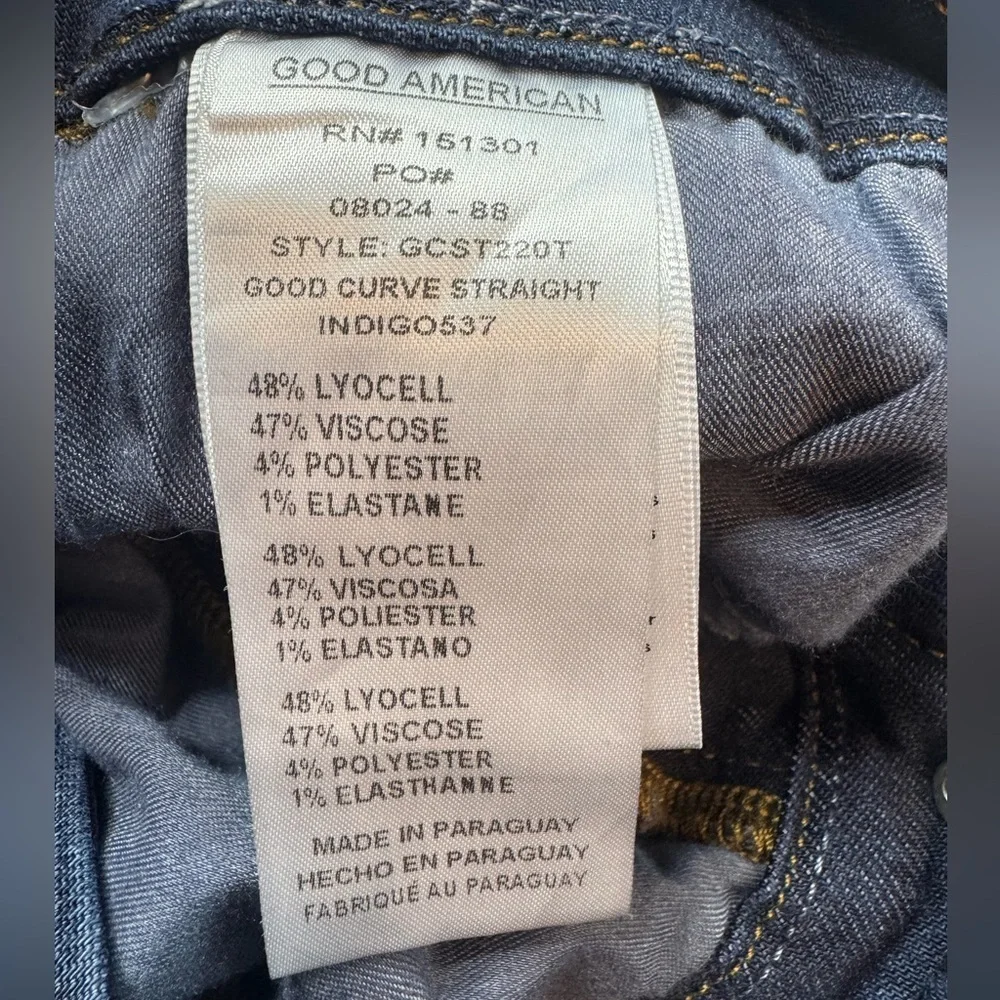 GOOD AMERICAN
RN# 151301
PO#
08024 - 88
STYLE: GCST220T
GOOD CURVE STRAIGHT
INDIGO537
48% LYOCELL
47% VISCOSE
4% POLYESTER
1% ELASTANE
48% LYOCELL
47% VISCOSA
4% POLIESTER
1% ELASTANO
48% LYOCELL
47% VISCOSE
4% POLYESTER
1% ELASTHANNE
MADE IN PARAGUAY
HECHO EN PARAGUAY
FABRIQUÉ AU PARAGUAY